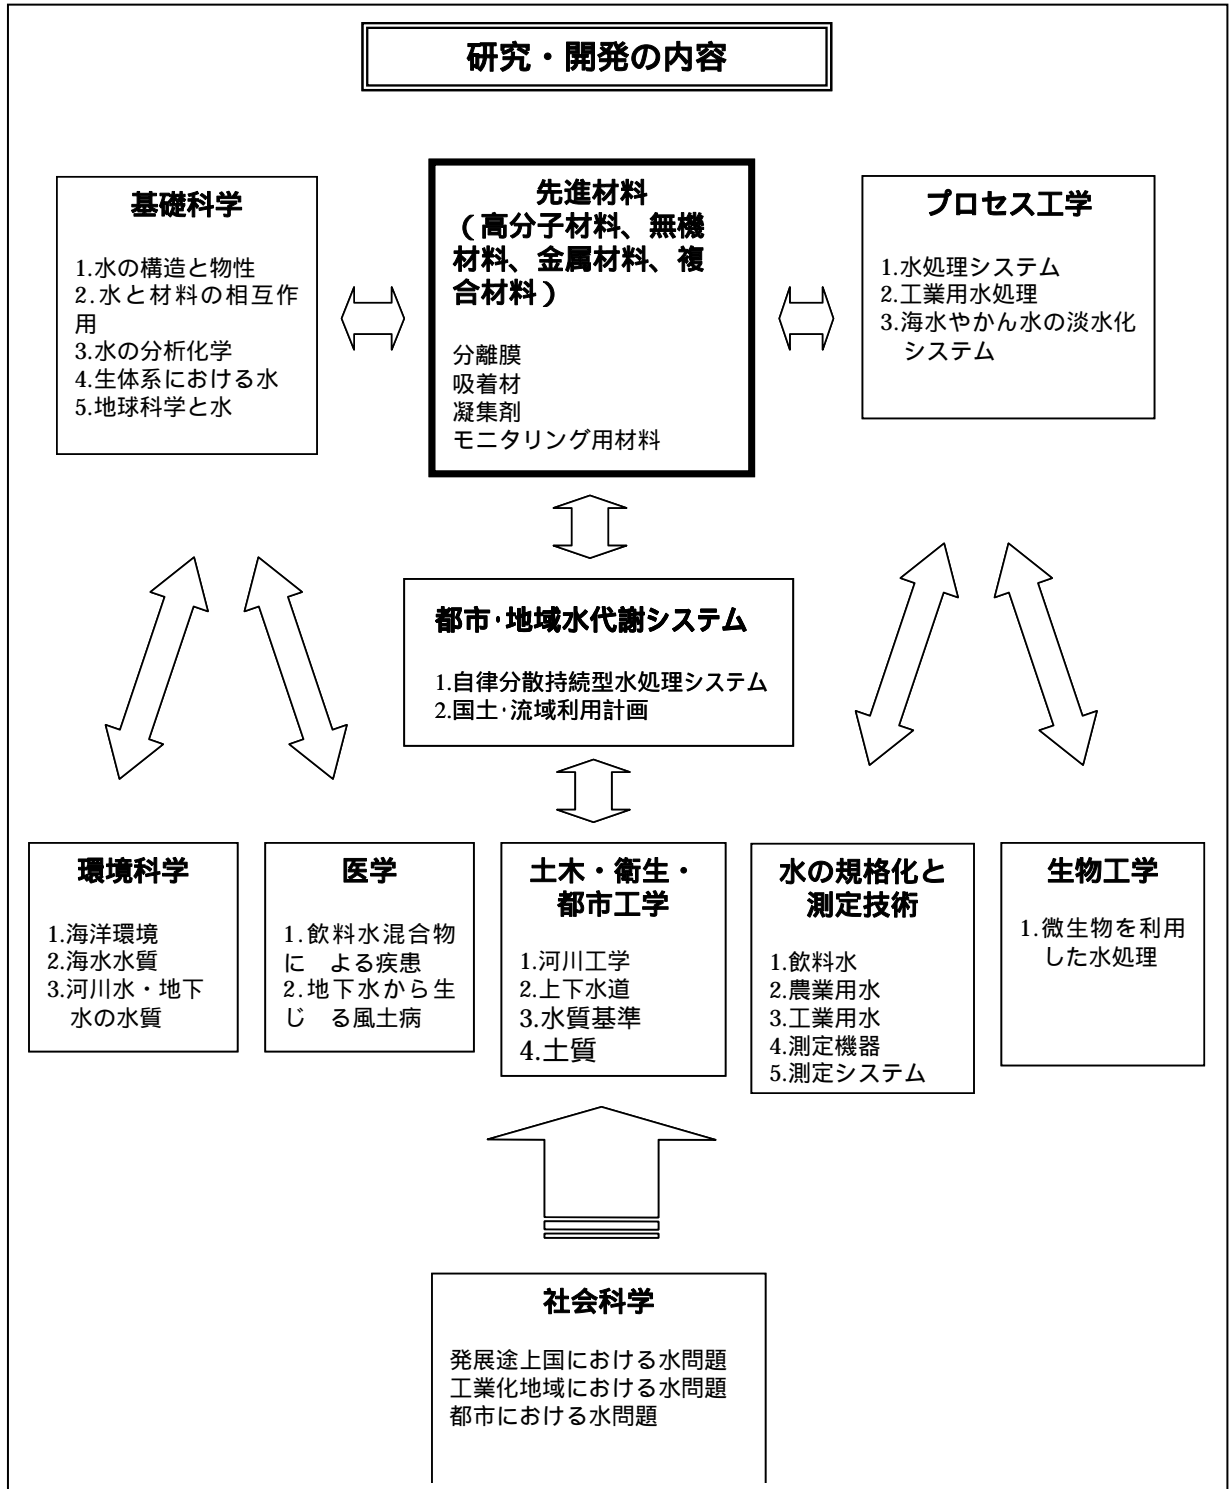 研究・開発の内容
基礎科学
1.水の構造と物性
2.水と材料の相互作
用
3.水の分析化学
4.生体系における水
5.地球科学と水
先進材料
(高分子材料、無機
材料、金属材料、複
合材料)
分離膜
吸着材
凝集剤
モニタリング用材料
プロセス工学
1.水処理システム
2.工業用水処理
3.海水やかん水の淡水化
システム
都市･地域水代謝システム
1.自律分散持続型水処理システム
2.国土･流域利用計画
環境科学
1.海洋環境
2.海水水質
3.河川水・地下
水の水質
医学
1.飲料水混合物
に よる疾患
2.地下水から生
じ る風土病
土木・衛生・
都市工学
1.河川工学
2.上下水道
3.水質基準
4.土質
水の規格化と
測定技術
1.飲料水
2.農業用水
3.工業用水
4.測定機器
5.測定システム
生物工学
1.微生物を利用
した水処理
社会科学
発展途上国における水問題
工業化地域における水問題
都市における水問題